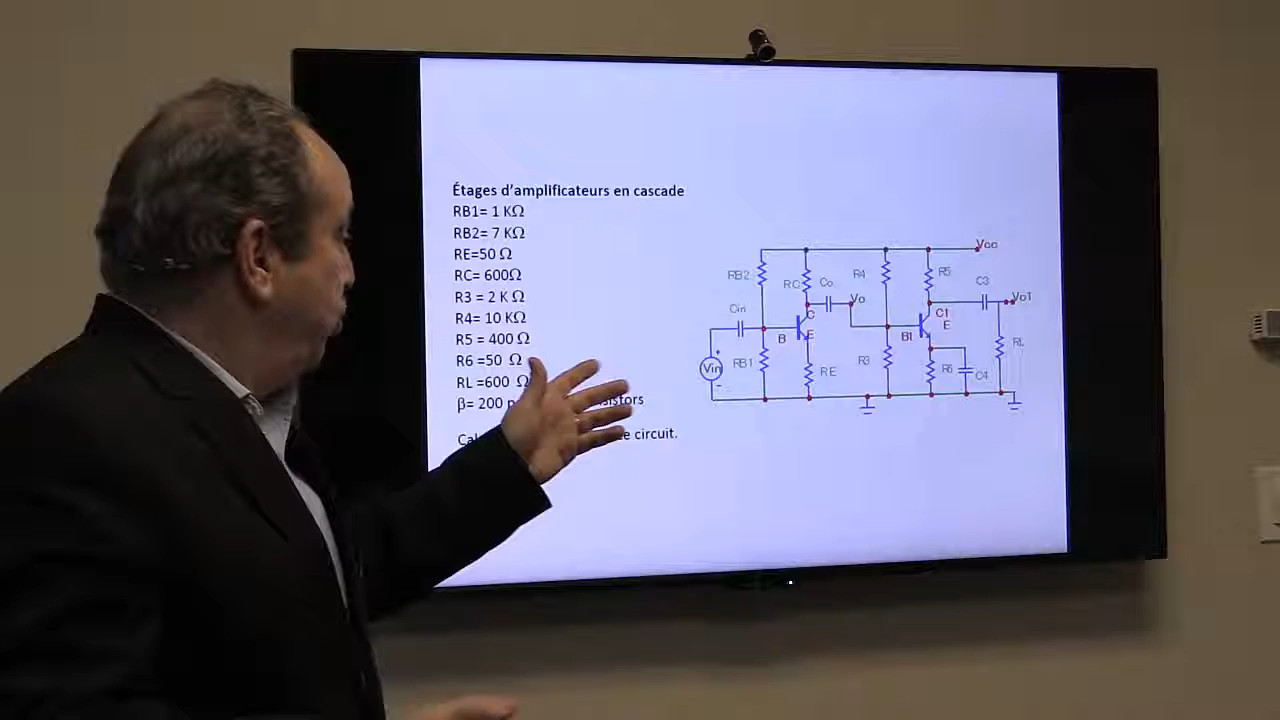 Étages d'amplificateurs en cascade
RB1= 1 KΩ
RB2= 7 KΩ
RE=50 Ω
RC= 600Ω
R3 = 2 K Ω
R4= 10 KΩ
R5 = 400 Ω
R6 =50 Ω
RL =600 Ω
β= 200
ce circuit.
Vcc
RB2
RC
Co
R4
R5
C3
Vo
Vo1
Cin
C
C1
B
E
B1
E
Vin
RB1
RE
R3
R6
C4
RL